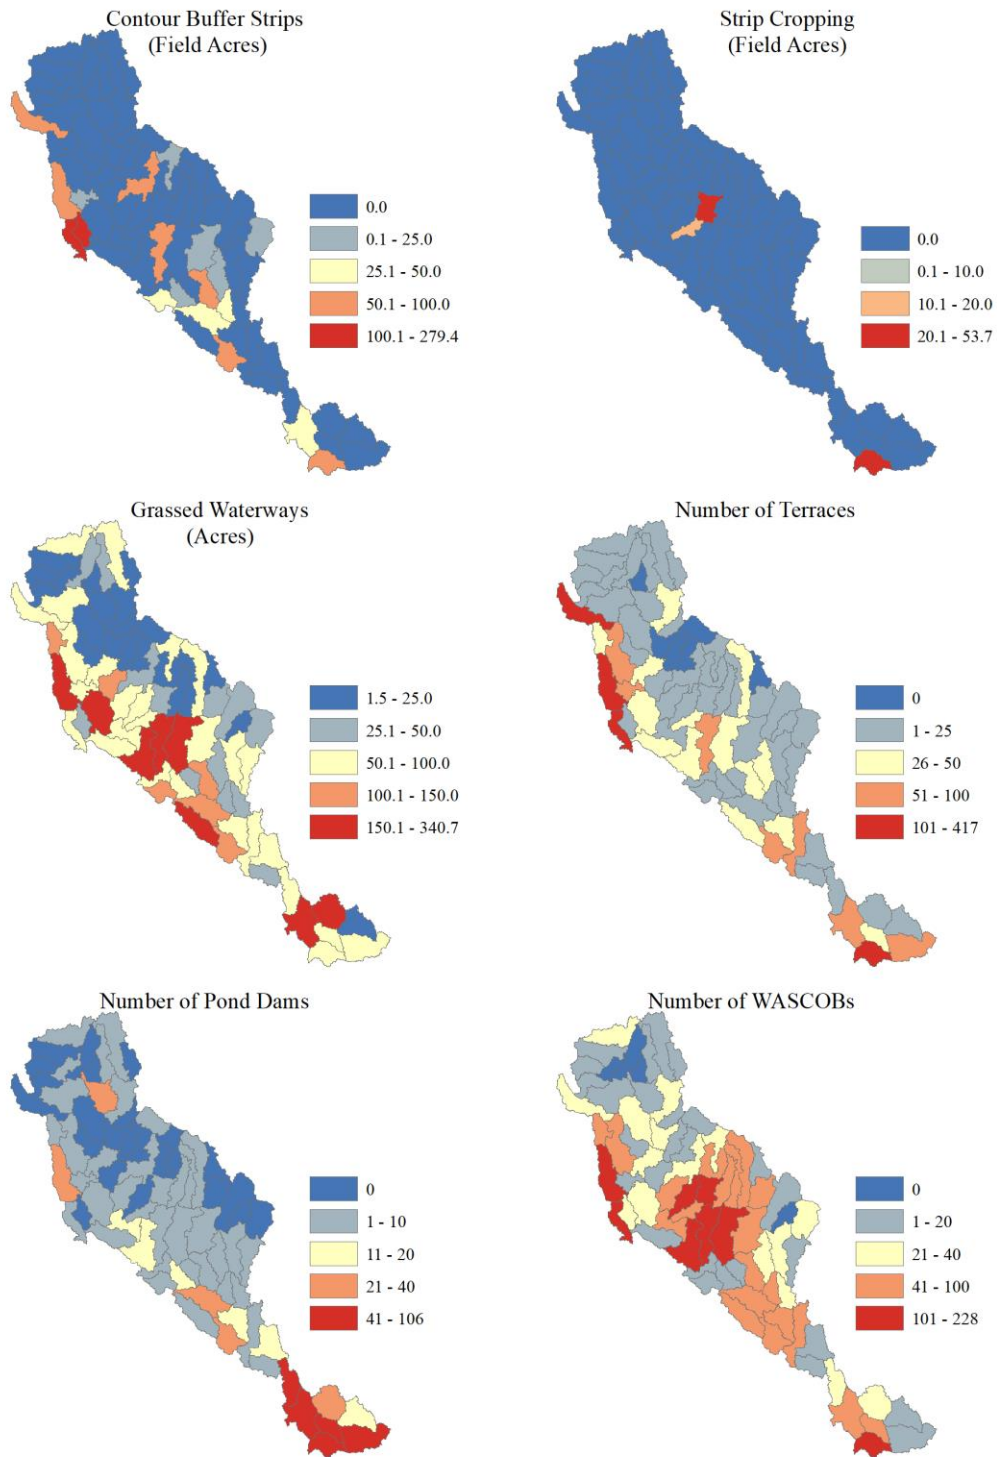 Contour Buffer Strips
(Field Acres)
0.0
0.1 - 25.0
25.1 - 50.0
50.1 - 100.0
100.1 - 279.4
Strip Cropping
(Field Acres)
0.0
0.1 - 10.0
10.1 - 20.0
20.1 - 53.7
Grassed Waterways
(Acres)
1.5 - 25.0
25.1 - 50.0
50.1 - 100.0
100.1 - 150.0
150.1 - 340.7
Number of Terraces
0
1 - 25
26 - 50
51 - 100
101 - 417
Number of Pond Dams
0
1 - 10
11 - 20
21 - 40
41 - 106
Number of WASCOBs
0
1 - 20
21 - 40
41 - 100
101 - 228